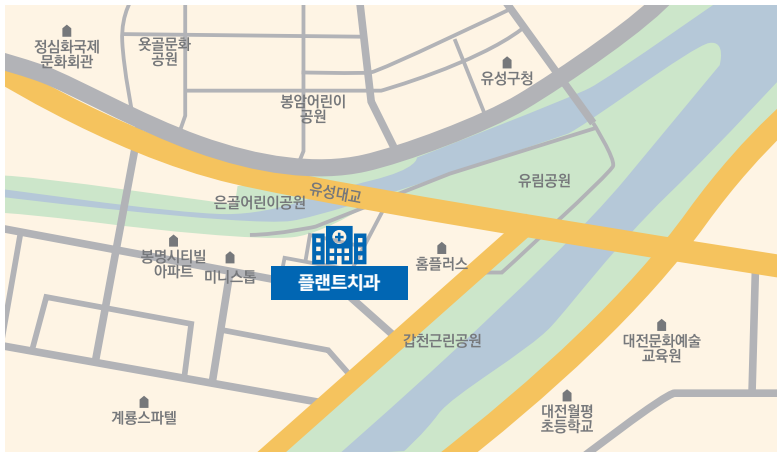 정심화국제
문화회관
욧골문화
공원
유성구청
봉암어린이
공원
유림공원
유성대교
은골어린이공원
봉명시티빌
아파트
미니스톱
플랜트치과
홈플러스
갑천근린공원
대전문화예술
교육원
계룡스파텔
대전월평
초등학교